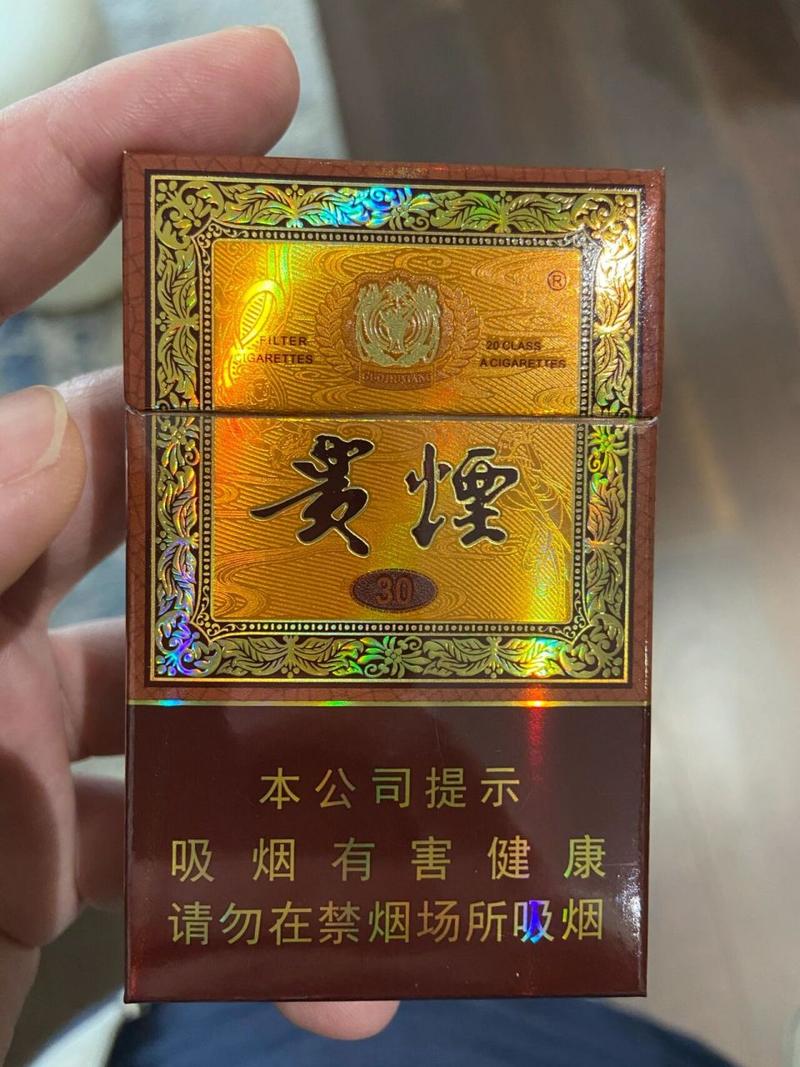 ®
FILTER
CIGARETTES
20 CLASS
A CIGARETTES
貴煙
30
本公司提示
吸烟有害健康
请勿在禁烟场所吸烟